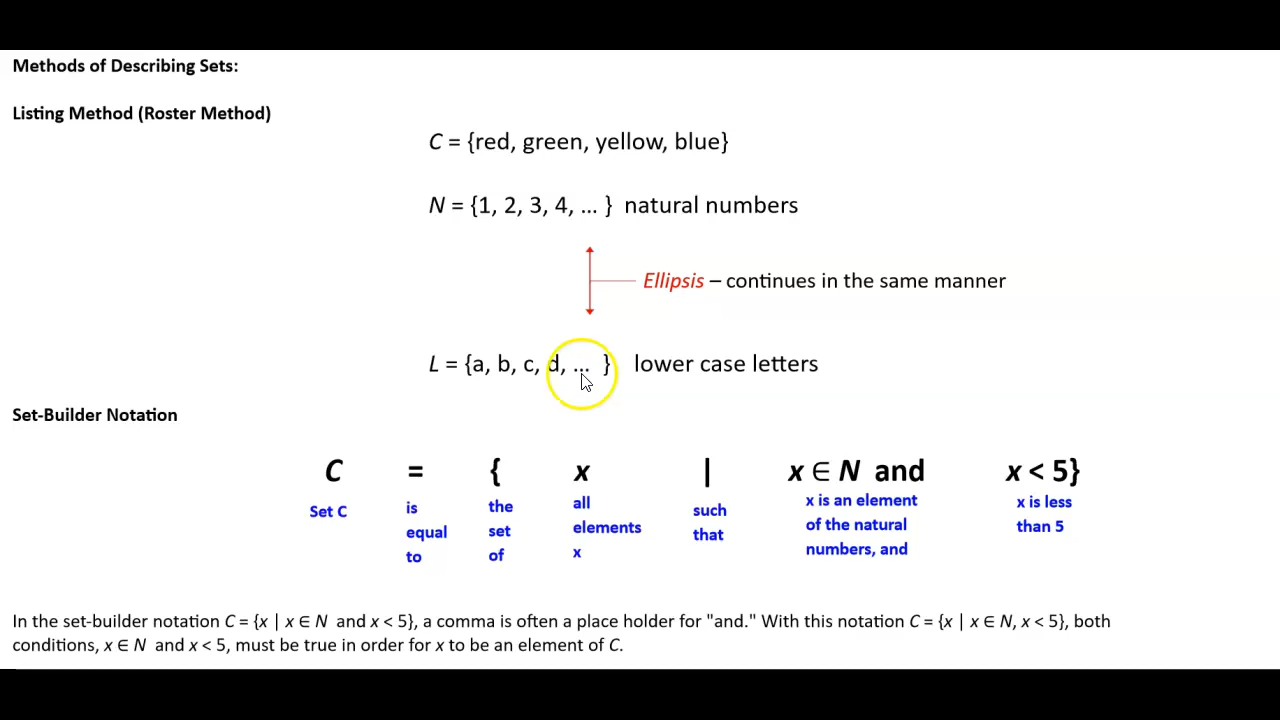 Methods of Describing Sets:
Listing Method (Roster Method)
C = {red, green, yellow, blue}
N = {1, 2, 3, 4, ... } natural numbers
Ellipsis – continues in the same manner
L = {a, b, c, d, ... } lower case letters
Set-Builder Notation
C = { x | x ∈ N and x < 5}
Set C is equal to the set of all elements x such that x is an element of the natural numbers, and x is less than 5
In the set-builder notation C = {x | x ∈ N and x < 5}, a comma is often a place holder for "and." With this notation C = {x | x ∈ N, x < 5}, both
conditions, x ∈ N and x < 5, must be true in order for x to be an element of C.